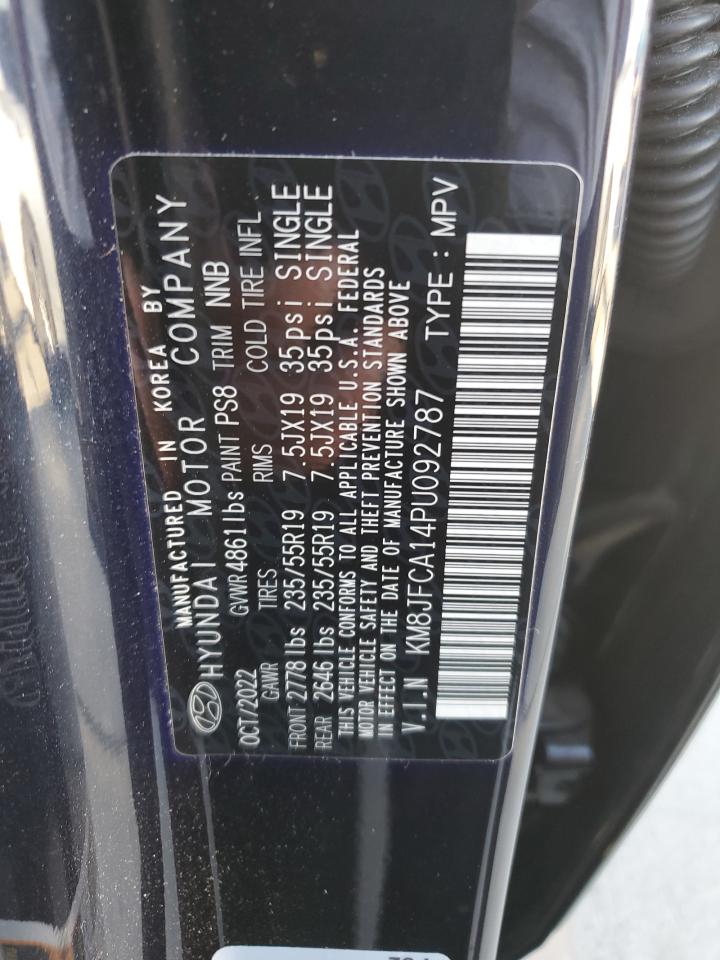 MANUFACTURED IN KOREA BY
HYUNDAI MOTOR COMPANY
OCT/2022 GVWR 4861lbs PAINT PS8 TRIM NNB
GAWR TIRES RIMS COLD TIRE INFL
FRONT 2778 lbs 235/55R19 7.5JX19 35psi SINGLE
REAR 2646 lbs 235/55R19 7.5JX19 35psi SINGLE
THIS VEHICLE CONFORMS TO ALL APPLICABLE U.S.A. FEDERAL
MOTOR VEHICLE SAFETY AND THEFT PREVENTION STANDARDS
IN EFFECT ON THE DATE OF MANUFACTURE SHOWN ABOVE
V.I.N KM8JFCA14PU092787 TYPE : MPV